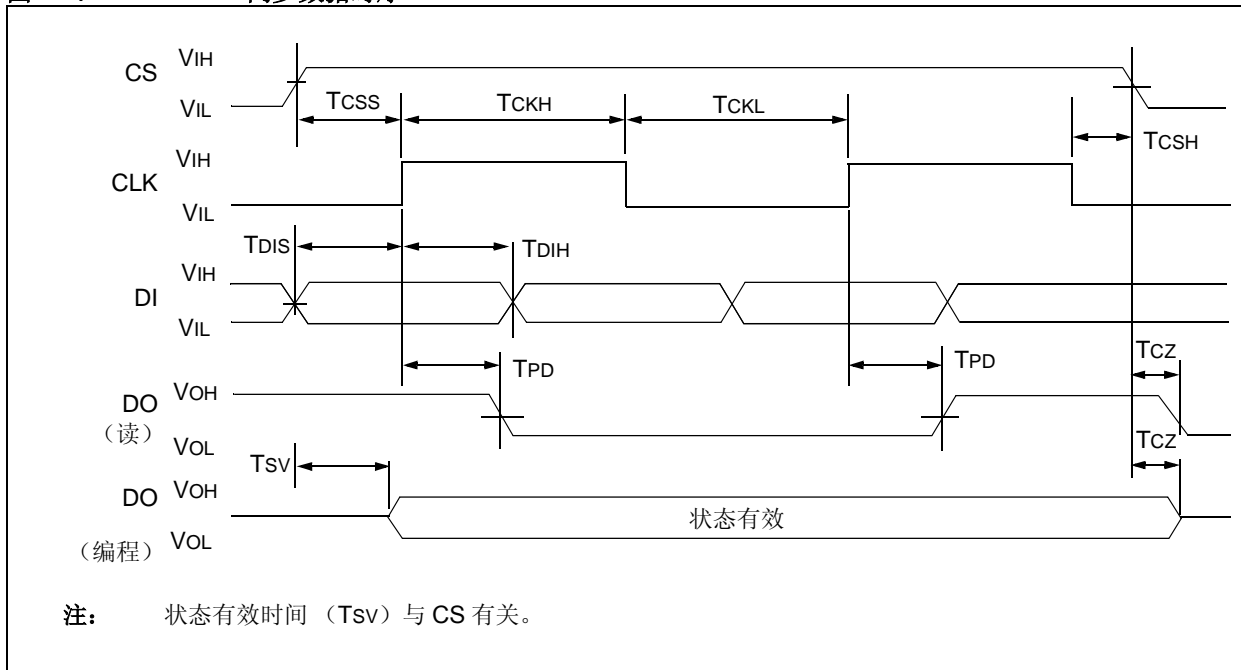 CS VIH
VIL
TCSS TCKH TCKL
TCSH
CLK VIH
VIL
TDIS TDIH
DI VIH
VIL
TPD TPD TCZ
DO VOH
（读） VOL
TSV TCZ
DO VOH
（编程） VOL
状态有效
注： 状态有效时间 （TSV）与 CS 有关。